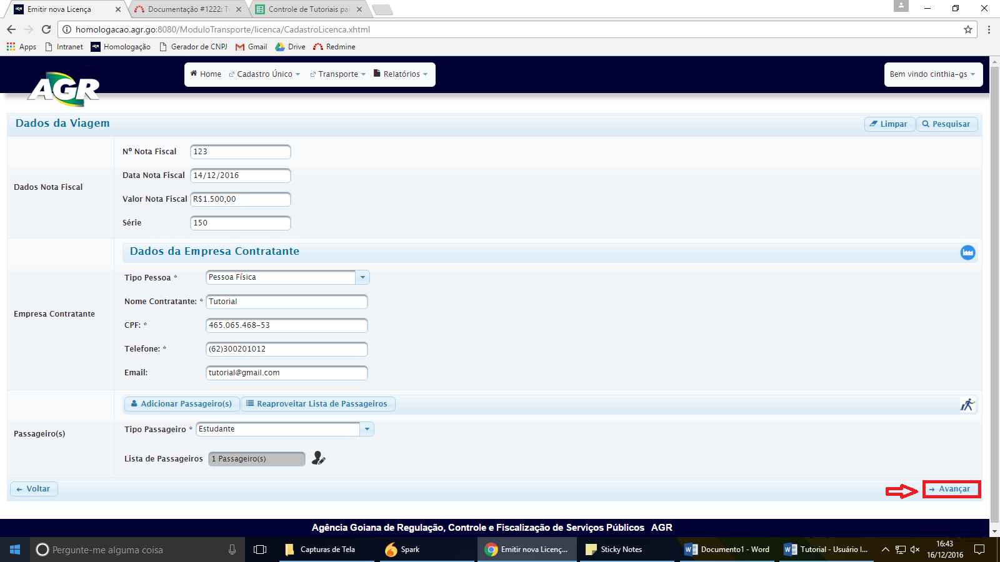 Emitir nova Licença
Documentação #1222: Tu
Controle de Tutoriais par
homologacao.agr.go:8080/ModuloTransporte/licenca/CadastroLicenca.xhtml
Apps Intranet Homologação Gerador de CNPJ Gmail Drive Redmine
AGR
Home Cadastro Único Transporte Relatórios
Bem vindo cinthia-gs
Dados da Viagem
Limpar Pesquisar
Dados Nota Fiscal
Nº Nota Fiscal 123
Data Nota Fiscal 14/12/2016
Valor Nota Fiscal R$1.500,00
Série 150
Empresa Contratante
Dados da Empresa Contratante
Tipo Pessoa * Pessoa Física
Nome Contratante: * Tutorial
CPF: * 465.065.468-53
Telefone: * (62)300201012
Email: tutorial@gmail.com
Passageiro(s)
Adicionar Passageiro(s) Reaproveitar Lista de Passageiros
Tipo Passageiro * Estudante
Lista de Passageiros 1 Passageiro(s)
Voltar
Avançar
Agência Goiana de Regulação, Controle e Fiscalização de Serviços Públicos AGR
Pergunte-me alguma coisa
Capturas de Tela
Spark
Emitir nova Licenç...
Sticky Notes
Documento1 - Word
Tutorial - Usuário I...
16:43
16/12/2016